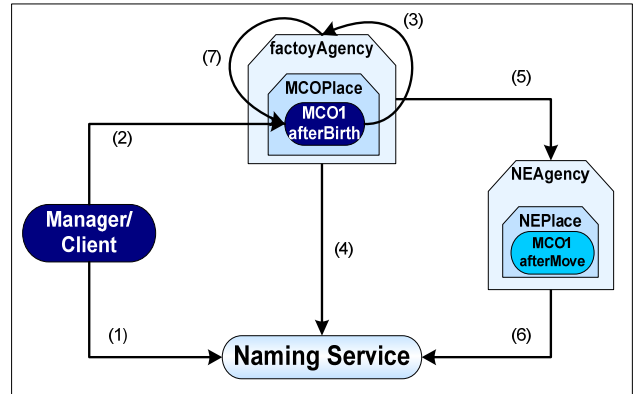 (3)
factoyAgency
(7)
MCOPlace
(5)
MCO1
afterBirth
(2)
NEAgency
Manager/
Client
NEPlace
MCO1
afterMove
(4)
(1)
(6)
Naming Service